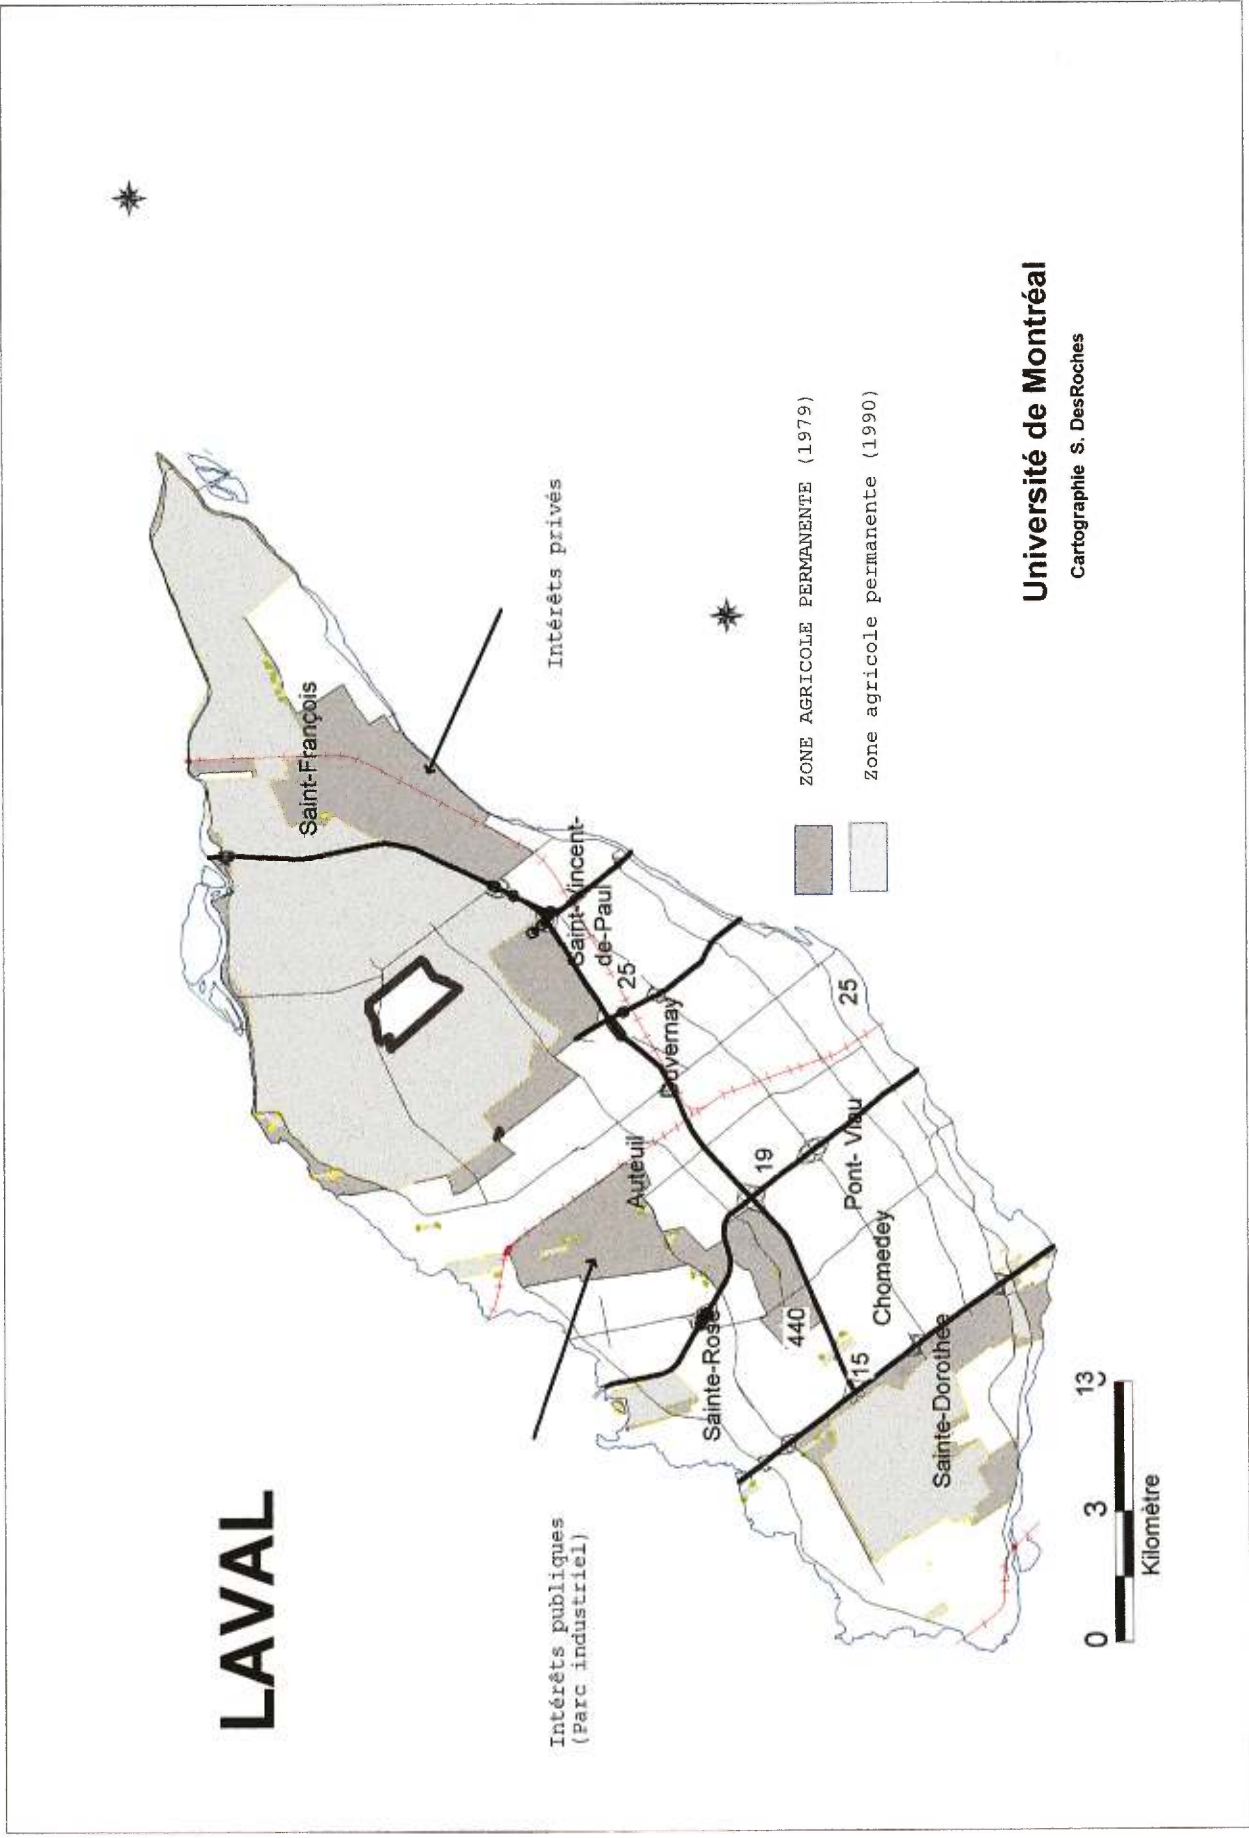 LAVAL
Intérêts publiques
(Parc industriel)
Intérêts privés
Saint-François
Saint-Vincent-
de-Paul
25
Duvernay
25
Auteuil
19
Pont- Viau
Chomedey
440
15
Sainte-Rose
Sainte-Dorothée
ZONE AGRICOLE PERMANENTE (1979)
Zone agricole permanente (1990)
0 3 13
Kilomètre
Université de Montréal
Cartographie S. DesRoches